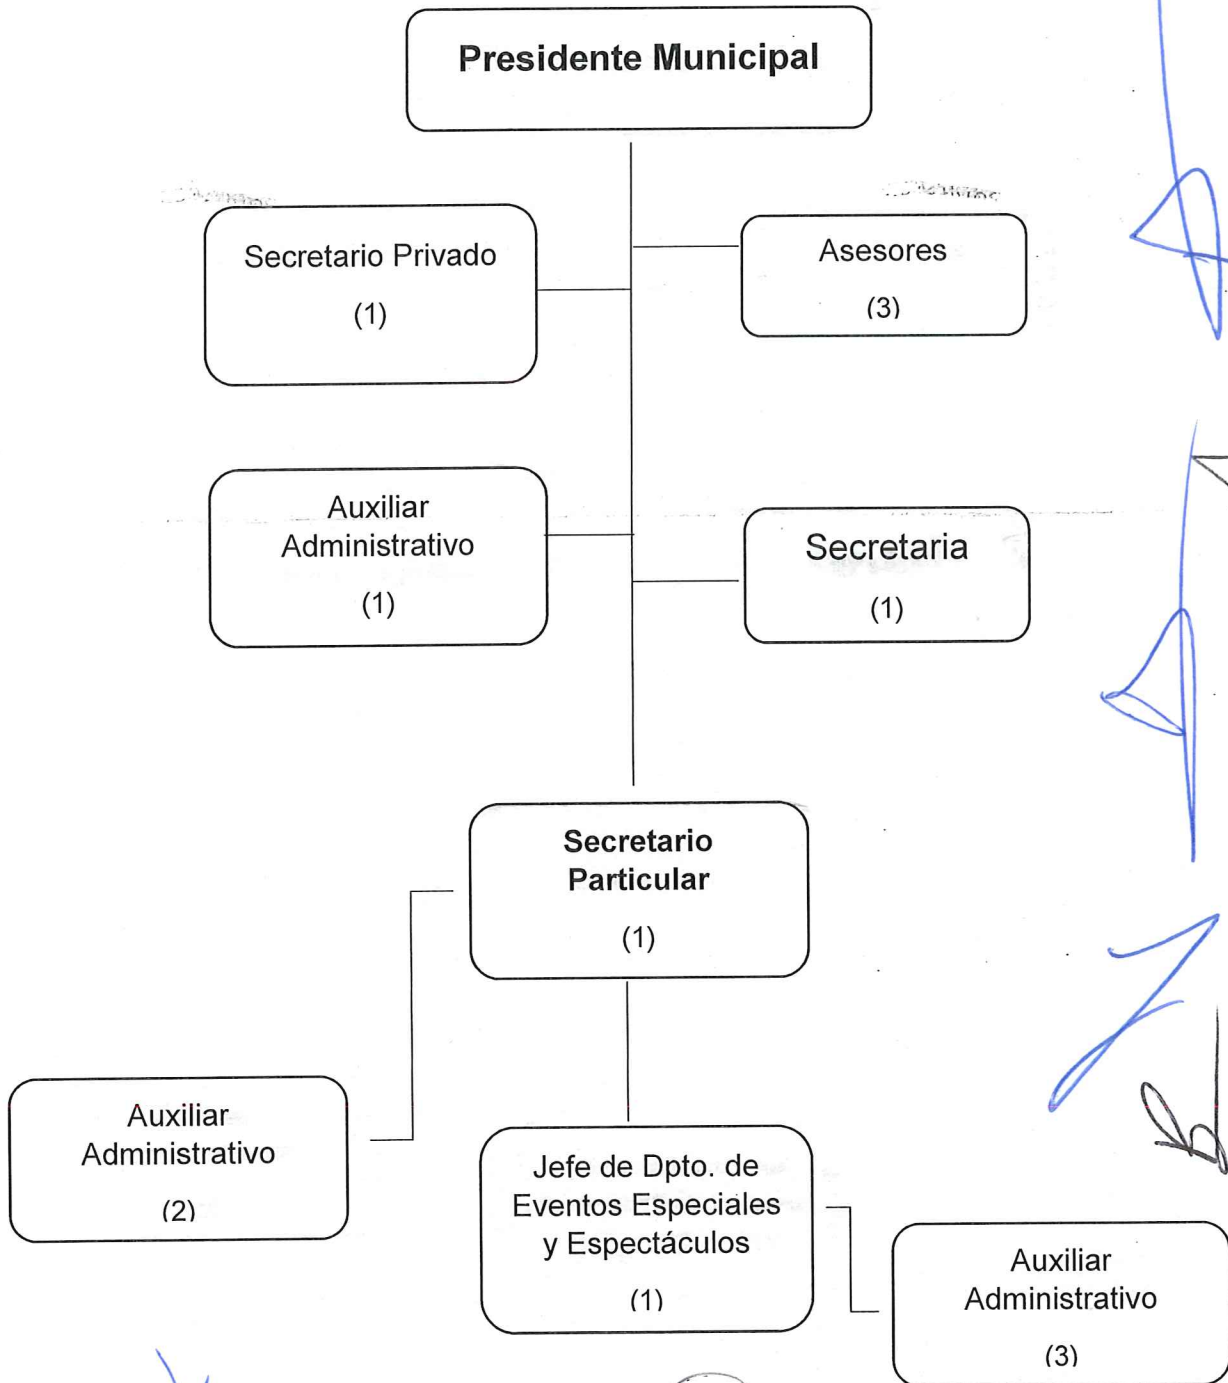 Presidente Municipal
Secretario Privado
(1)
Asesores
(3)
Auxiliar
Administrativo
(1)
Secretaria
(1)
Secretario
Particular
(1)
Auxiliar
Administrativo
(2)
Jefe de Dpto. de
Eventos Especiales
y Espectáculos
(1)
Auxiliar
Administrativo
(3)